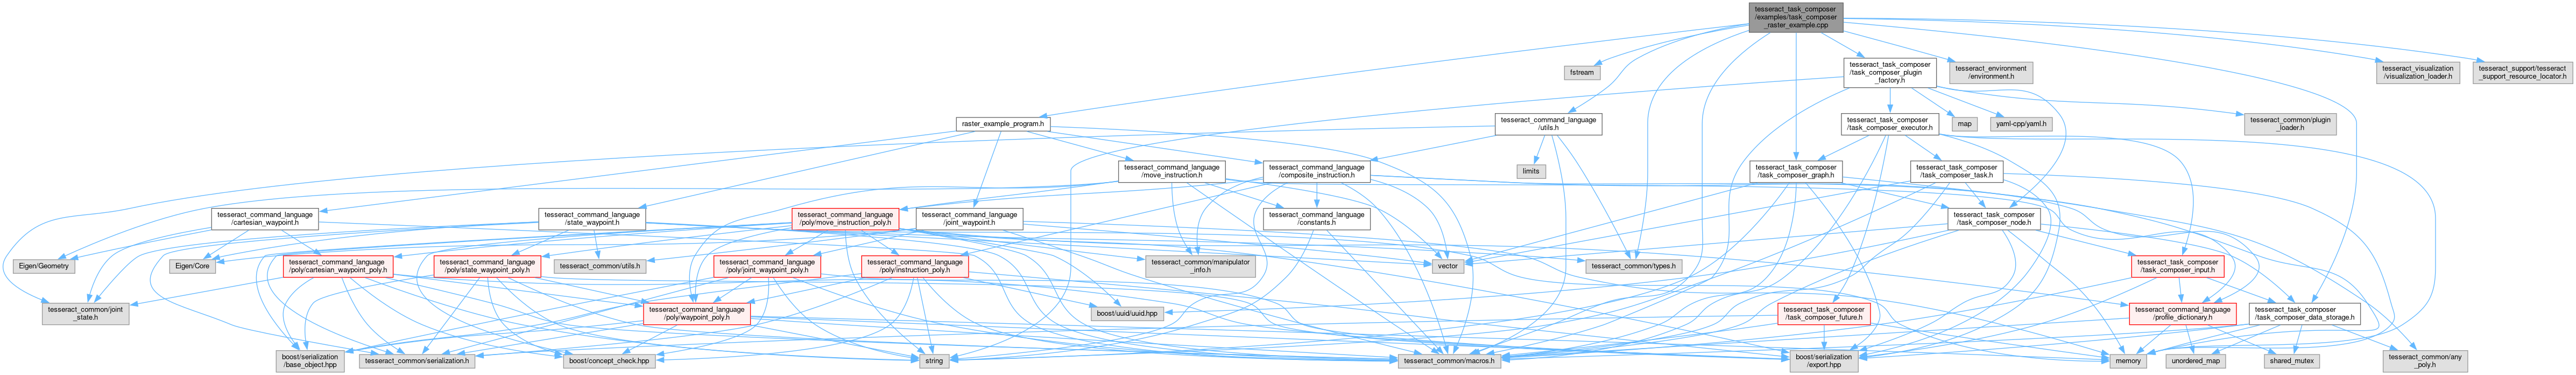 tesseract_task_composer
/examples/task_composer
_raster_example.cpp
fstream
tesseract_task_composer
/task_composer_plugin
_factory.h
tesseract_environment
/environment.h
tesseract_visualization
/visualization_loader.h
tesseract_support/tesseract
_support_resource_locator.h
raster_example_program.h
tesseract_command_language
/utils.h
tesseract_task_composer
/task_composer_executor.h
map
yaml-cpp/yaml.h
tesseract_common/plugin
_loader.h
tesseract_command_language
/move_instruction.h
tesseract_command_language
/composite_instruction.h
limits
tesseract_task_composer
/task_composer_graph.h
tesseract_task_composer
/task_composer_task.h
tesseract_command_language
/cartesian_waypoint.h
tesseract_command_language
/state_waypoint.h
tesseract_command_language
/poly/move_instruction_poly.h
tesseract_command_language
/joint_waypoint.h
tesseract_command_language
/constants.h
tesseract_task_composer
/task_composer_node.h
Eigen/Geometry
Eigen/Core
tesseract_command_language
/poly/cartesian_waypoint_poly.h
tesseract_command_language
/poly/state_waypoint_poly.h
tesseract_common/utils.h
tesseract_command_language
/poly/joint_waypoint_poly.h
tesseract_command_language
/poly/instruction_poly.h
tesseract_common/manipulator
_info.h
vector
tesseract_common/types.h
tesseract_task_composer
/task_composer_input.h
tesseract_common/joint
_state.h
tesseract_command_language
/poly/waypoint_poly.h
boost/uuid/uuid.hpp
tesseract_task_composer
/task_composer_future.h
tesseract_command_language
/profile_dictionary.h
tesseract_task_composer
/task_composer_data_storage.h
boost/serialization
/base_object.hpp
tesseract_common/serialization.h
boost/concept_check.hpp
string
tesseract_common/macros.h
boost/serialization
/export.hpp
memory
unordered_map
shared_mutex
tesseract_common/any
_poly.h